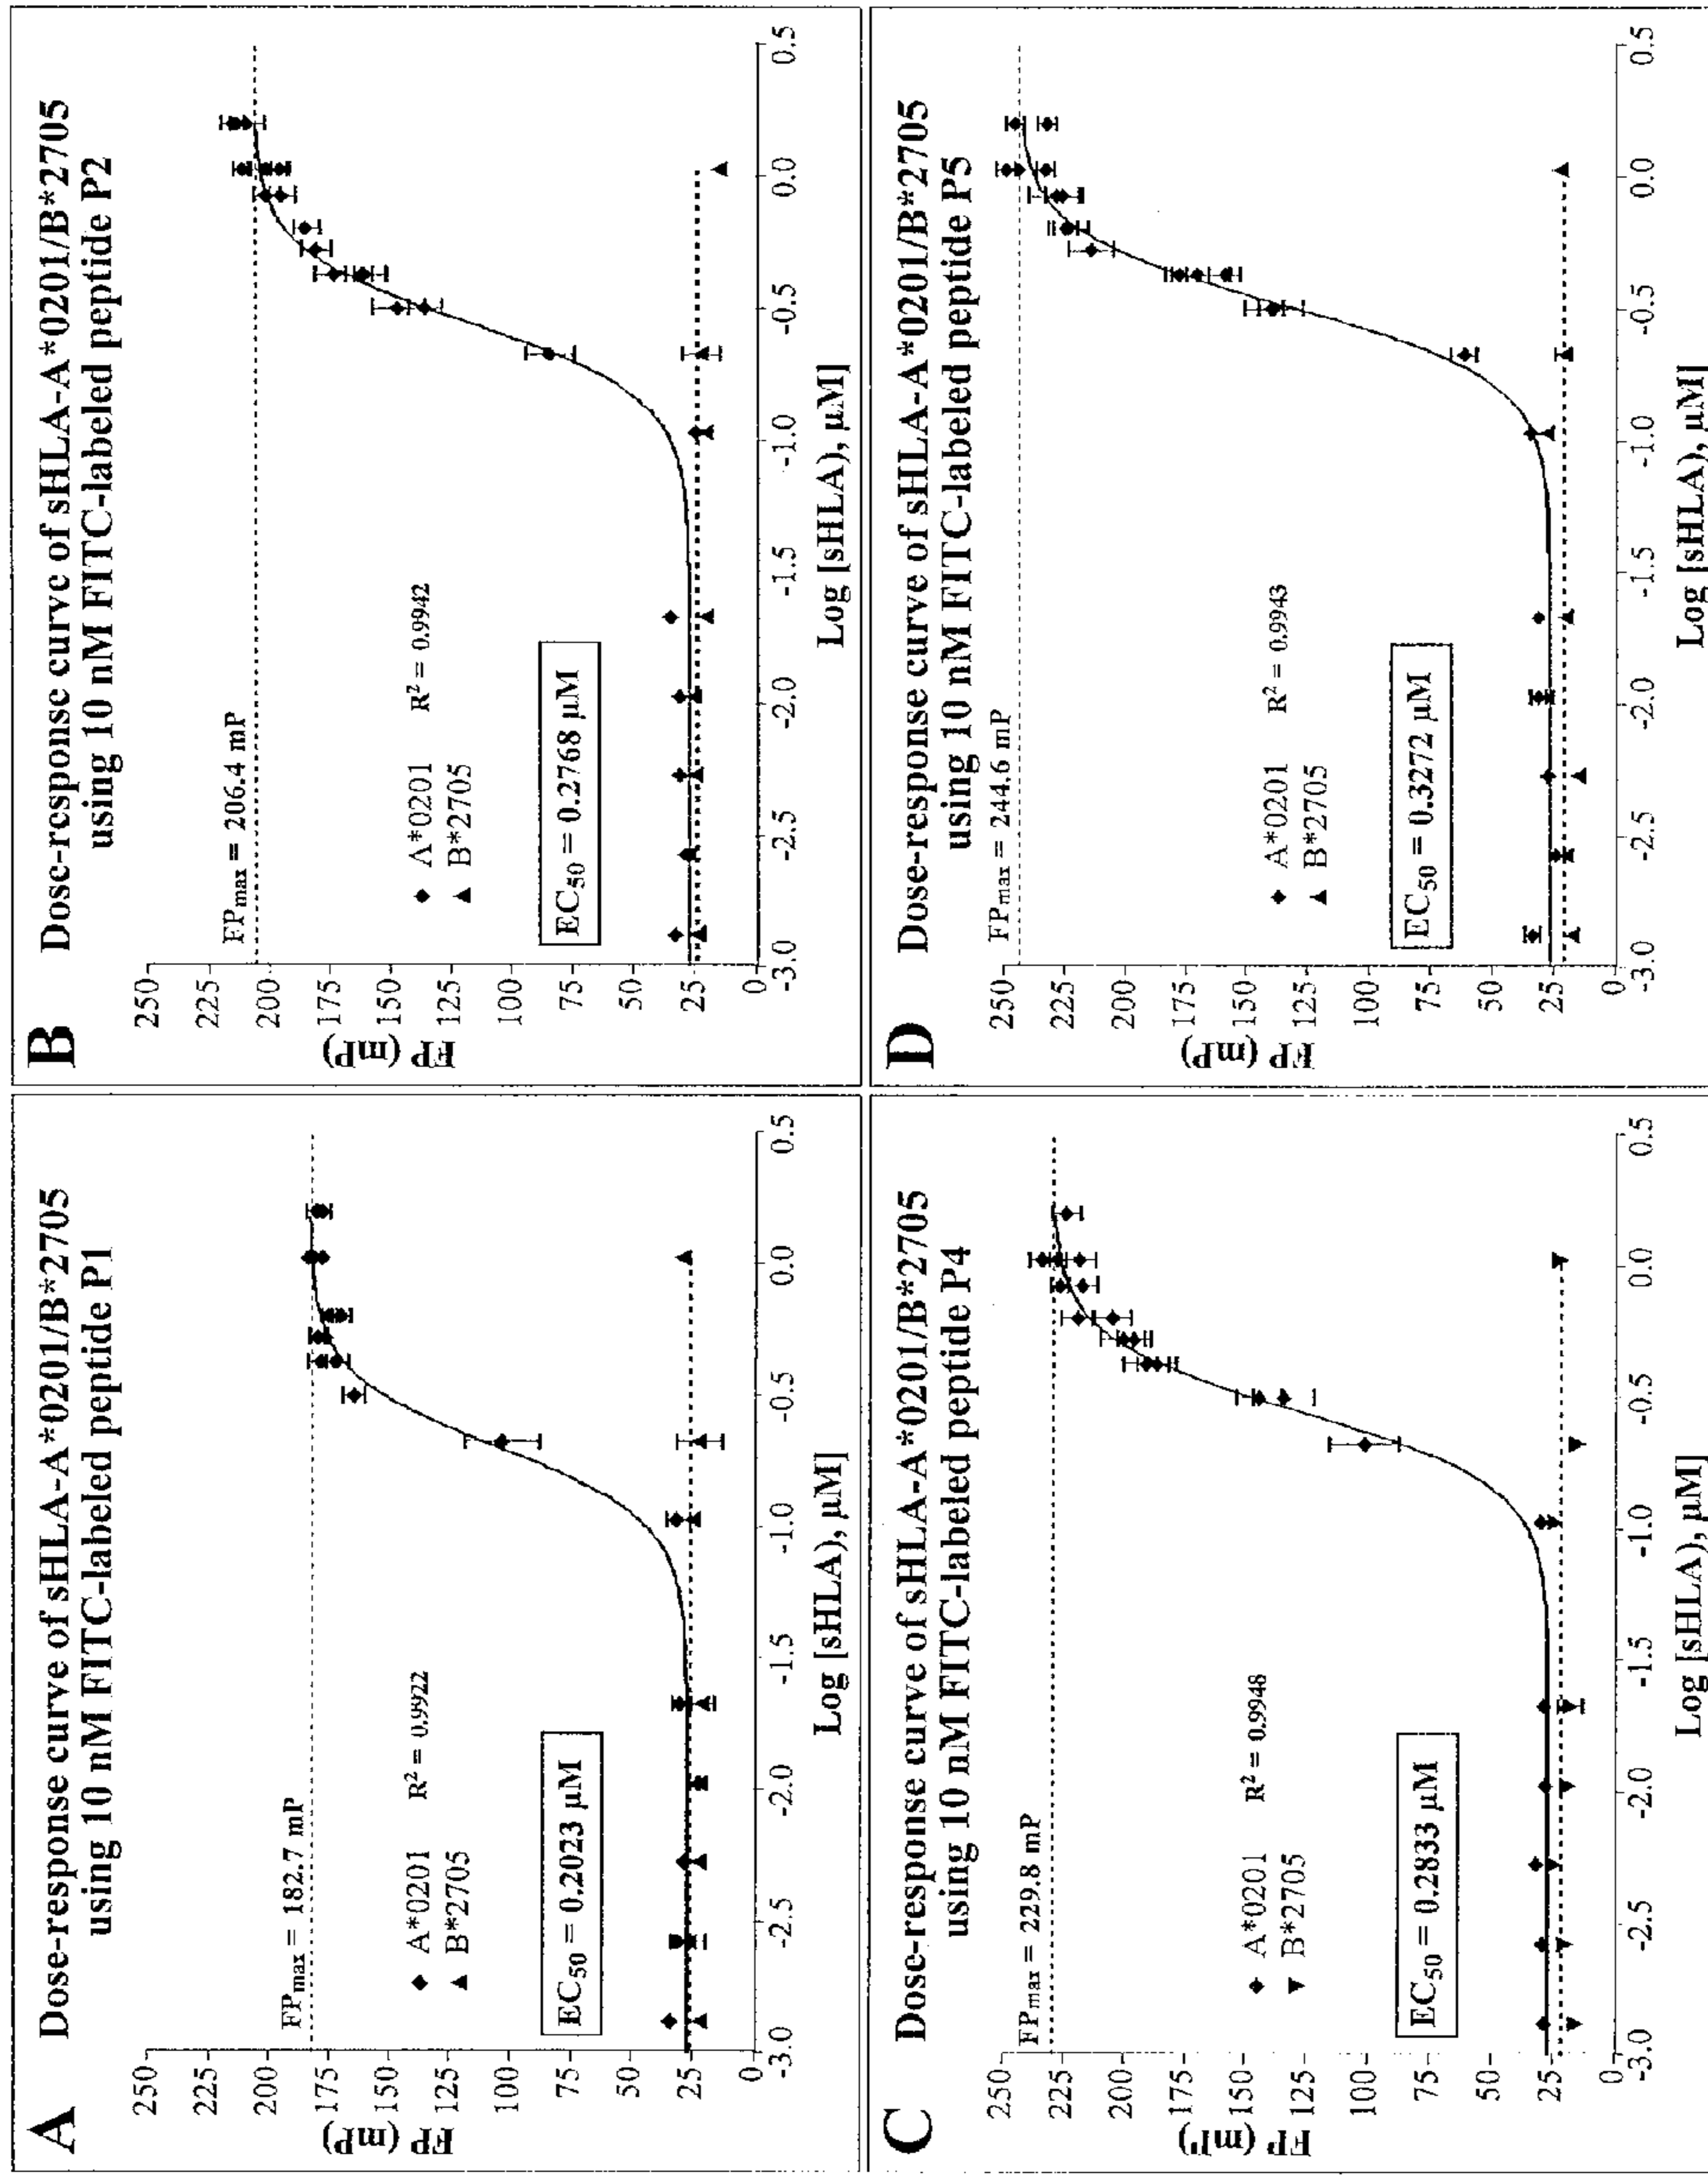 A
Dose-response curve of sHLA-A*0201/B*2705
using 10 nM FITC-labeled peptide P1
FPmax = 182.7 mP
250
225
200
175
150
125
100
75
50
25
0
FP (mP)
A*0201 R² = 0.9922
B*2705
EC50 = 0.2023 µM
-3.0 -2.5 -2.0 -1.5 -1.0 -0.5 0.0 0.5
Log [sHLA), µM]
B
Dose-response curve of sHLA-A*0201/B*2705
using 10 nM FITC-labeled peptide P2
FPmax = 206.4 mP
250
225
200
175
150
125
100
75
50
25
0
FP (mP)
A*0201 R² = 0.9942
B*2705
EC50 = 0.2768 µM
-3.0 -2.5 -2.0 -1.5 -1.0 -0.5 0.0 0.5
Log [sHLA), µM]
C
Dose-response curve of sHLA-A*0201/B*2705
using 10 nM FITC-labeled peptide P4
FPmax = 229.8 mP
250
225
200
175
150
125
100
75
50
25
0
FP (mP)
A*0201 R² = 0.9948
B*2705
EC50 = 0.2833 µM
-3.0 -2.5 -2.0 -1.5 -1.0 -0.5 0.0 0.5
Log [sHLA), µM]
D
Dose-response curve of sHLA-A*0201/B*2705
using 10 nM FITC-labeled peptide P5
FPmax = 244.6 mP
250
225
200
175
150
125
100
75
50
25
0
FP (mP)
A*0201 R² = 0.9943
B*2705
EC50 = 0.3272 µM
-3.0 -2.5 -2.0 -1.5 -1.0 -0.5 0.0 0.5
Log [sHLA), µM]